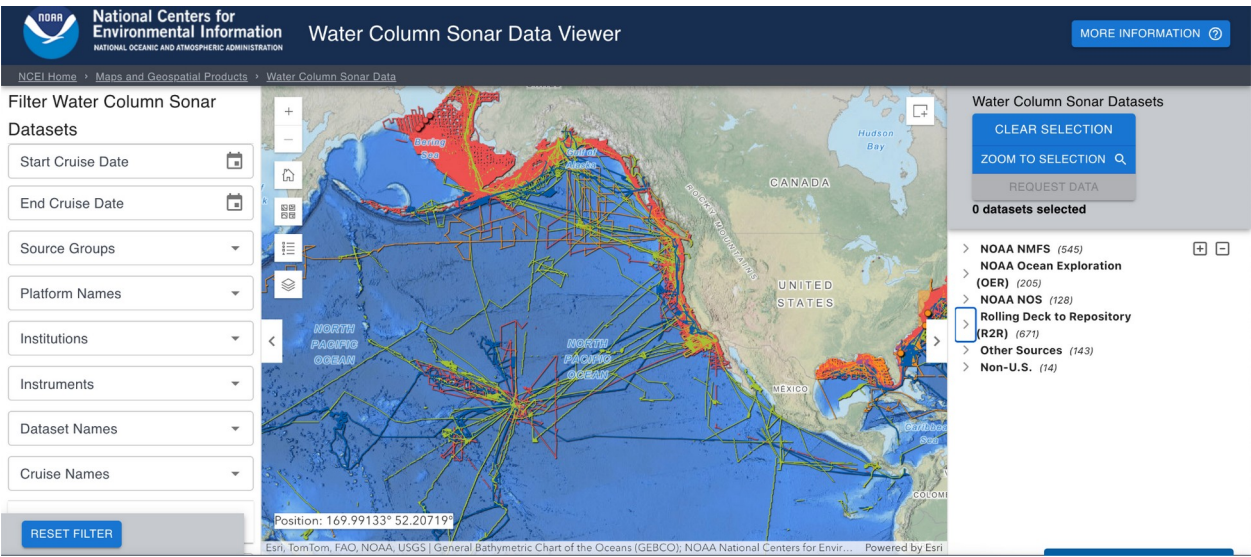 NOAA
National Centers for
Environmental Information
NATIONAL OCEANIC AND ATMOSPHERIC ADMINISTRATION
Water Column Sonar Data Viewer
MORE INFORMATION
NCEI Home › Maps and Geospatial Products › Water Column Sonar Data
Filter Water Column Sonar
Datasets
Start Cruise Date
End Cruise Date
Source Groups
Platform Names
Institutions
Instruments
Dataset Names
Cruise Names
RESET FILTER
Bering
Sea
Gulf of
Alaska
Hudson
Bay
CANADA
ROCKY MOUNTAINS
UNITED
STATES
NORTH
PACIFIC
OCEAN
NORTH
PACIFIC
OCEAN
MÉXICO
Caribbean
Sea
COLOMB
Position: 169.99133° 52.20719°
Esri, TomTom, FAO, NOAA, USGS | General Bathymetric Chart of the Oceans (GEBCO); NOAA National Centers for Envir...
Powered by Esri
Water Column Sonar Datasets
CLEAR SELECTION
ZOOM TO SELECTION
REQUEST DATA
0 datasets selected
NOAA NMFS (545)
NOAA Ocean Exploration
(OER) (205)
NOAA NOS (128)
Rolling Deck to Repository
(R2R) (671)
Other Sources (143)
Non-U.S. (14)